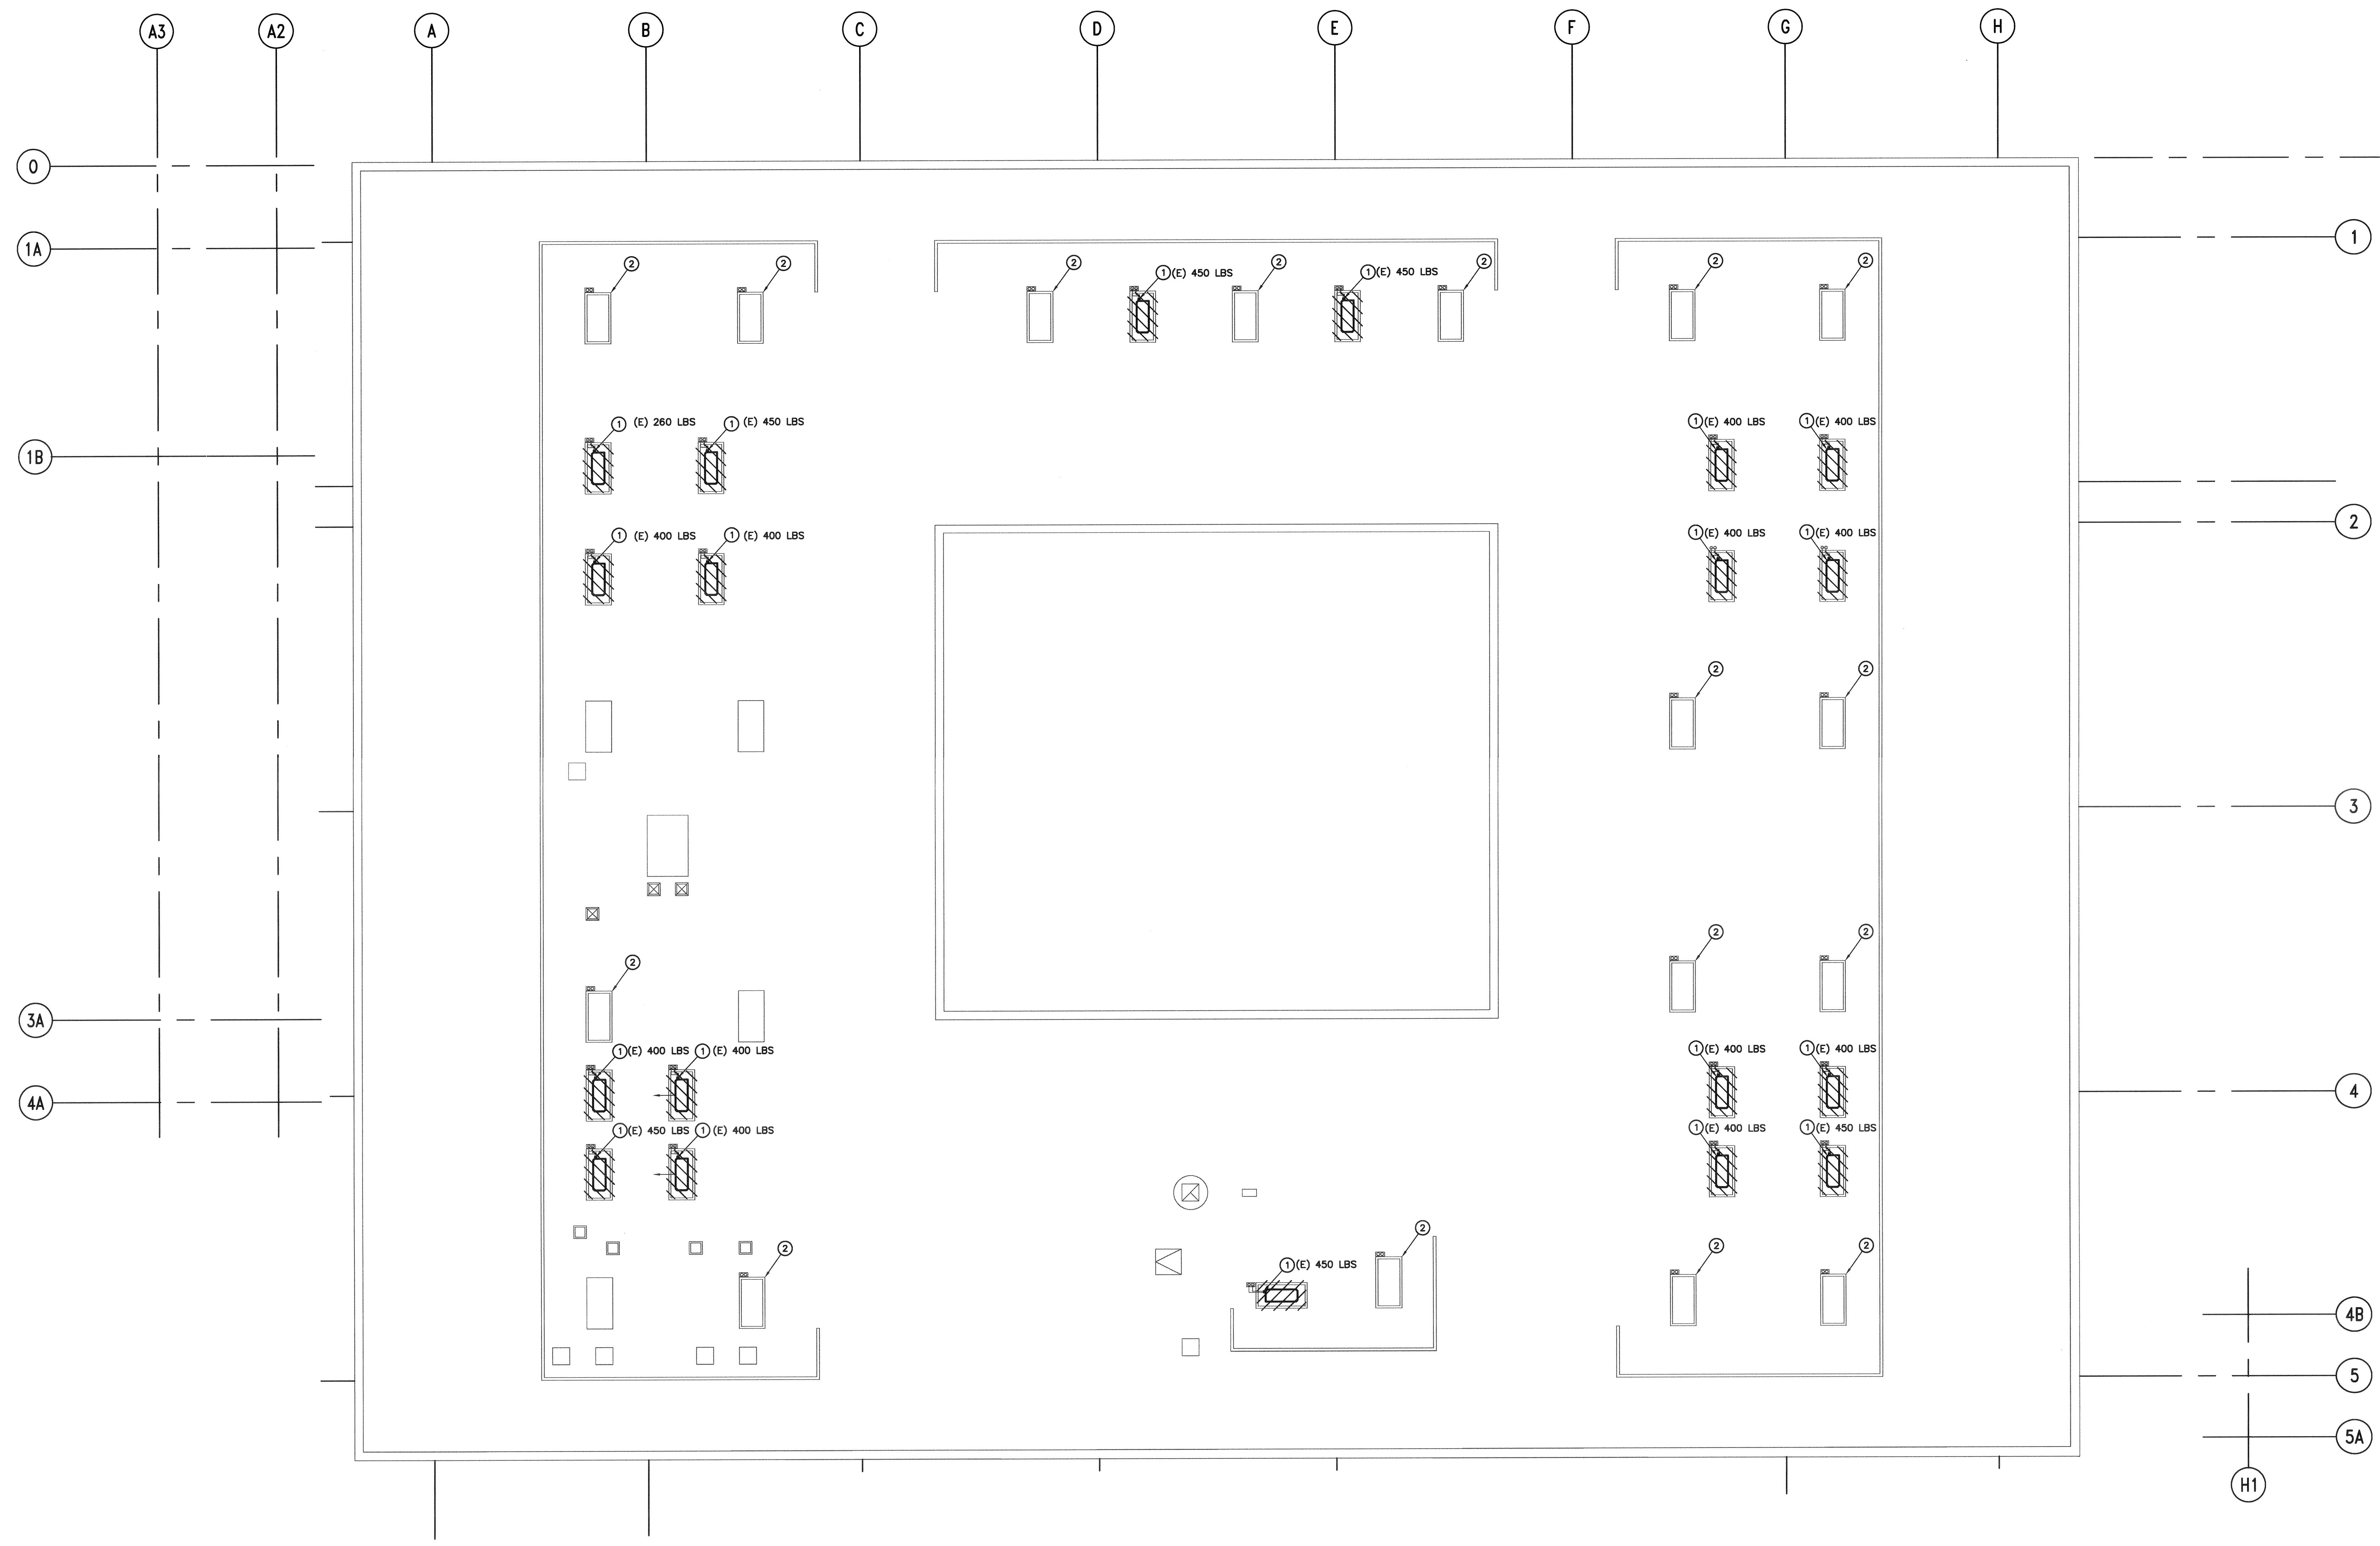 A3 A2 A B C D E F G H
0
1A
1
2 2 2 2 2 2 2
1 (E) 450 LBS 1 (E) 450 LBS
1 (E) 260 LBS 1 (E) 450 LBS 1 (E) 400 LBS 1 (E) 400 LBS
1B
2
1 (E) 400 LBS 1 (E) 400 LBS 1 (E) 400 LBS 1 (E) 400 LBS
2 2
3
2 2 2
3A
1 (E) 400 LBS 1 (E) 400 LBS 1 (E) 400 LBS 1 (E) 400 LBS
4A
4
1 (E) 450 LBS 1 (E) 400 LBS 1 (E) 400 LBS 1 (E) 450 LBS
2 2 2 2
1 (E) 450 LBS
4B
5
5A
H1